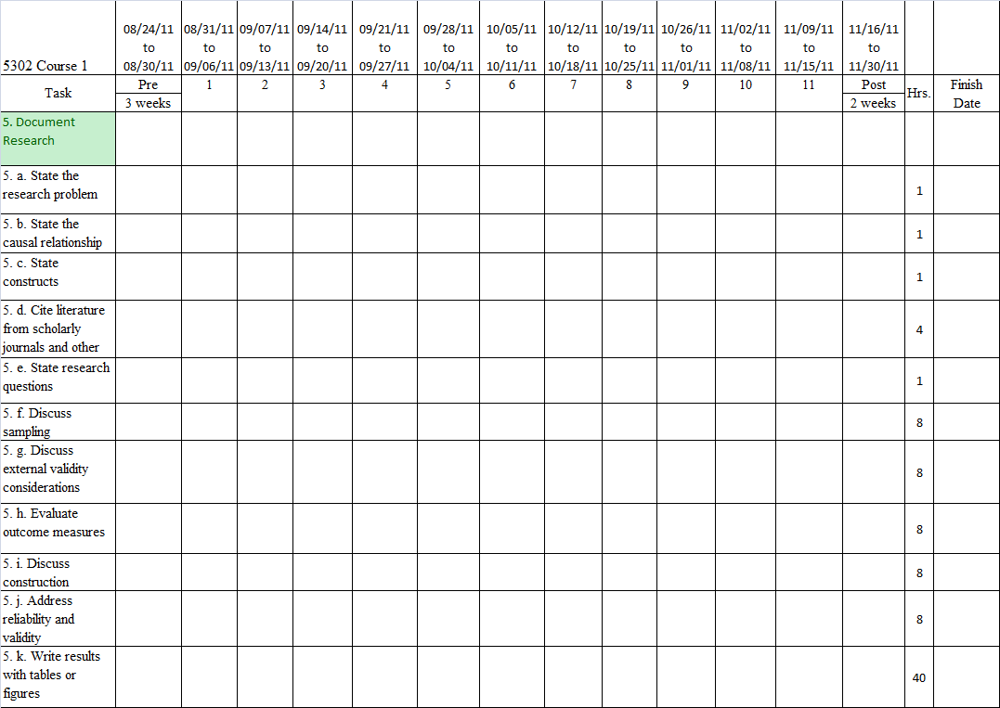 08/24/11 08/31/11 09/07/11 09/14/11 09/21/11 09/28/11 10/05/11 10/12/11 10/19/11 10/26/11 11/02/11 11/09/11 11/16/11
to to to to to to to to to to to to to
5302 Course 1 08/30/11 09/06/11 09/13/11 09/20/11 09/27/11 10/04/11 10/11/11 10/18/11 10/25/11 11/01/11 11/08/11 11/15/11 11/30/11
Task Pre 1 2 3 4 5 6 7 8 9 10 11 Post Hrs. Finish
3 weeks 2 weeks Date
5. Document
Research
5. a. State the
research problem 1
5. b. State the
causal relationship 1
5. c. State
constructs 1
5. d. Cite literature
from scholarly 4
journals and other
5. e. State research
questions 1
5. f. Discuss
sampling 8
5. g. Discuss
external validity 8
considerations
5. h. Evaluate
outcome measures 8
5. i. Discuss
construction 8
5. j. Address
reliability and 8
validity
5. k. Write results
with tables or 40
figures